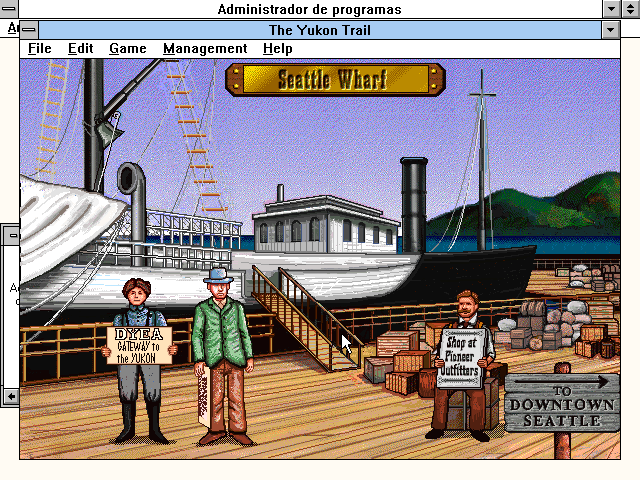 Administrador de programas
The Yukon Trail
File Edit Game Management Help
Seattle Wharf
DYEA
GATEWAY to
the YUKON
Shop at
Pioneer
Outfitters
TO
DOWNTOWN
SEATTLE